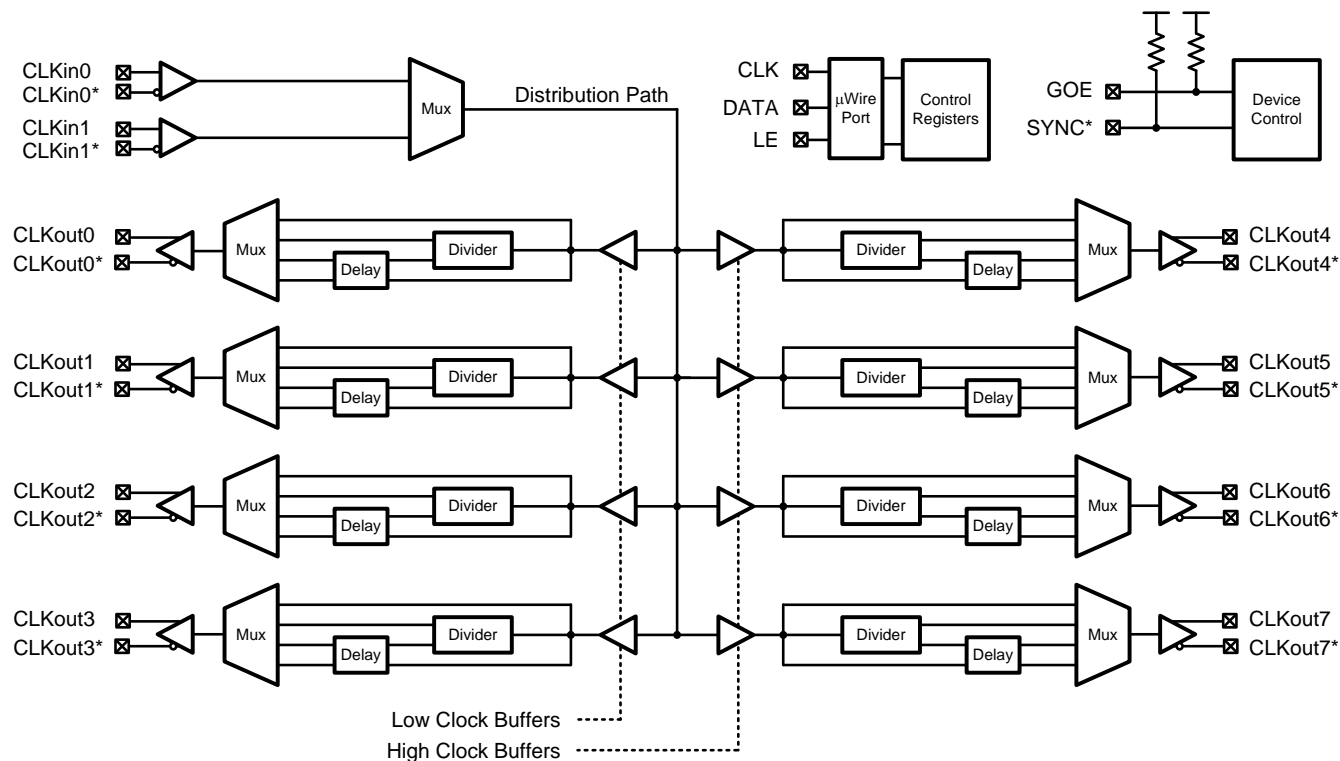 CLKin0
CLKin0*
CLKin1
CLKin1*
Mux
Distribution Path
CLK
DATA
LE
µWire
Port
Control
Registers
GOE
SYNC*
Device
Control
CLKout0
CLKout0*
Mux
Delay
Divider
Divider
Delay
Mux
CLKout4
CLKout4*
CLKout1
CLKout1*
Mux
Delay
Divider
Divider
Delay
Mux
CLKout5
CLKout5*
CLKout2
CLKout2*
Mux
Delay
Divider
Divider
Delay
Mux
CLKout6
CLKout6*
CLKout3
CLKout3*
Mux
Delay
Divider
Divider
Delay
Mux
CLKout7
CLKout7*
Low Clock Buffers
High Clock Buffers